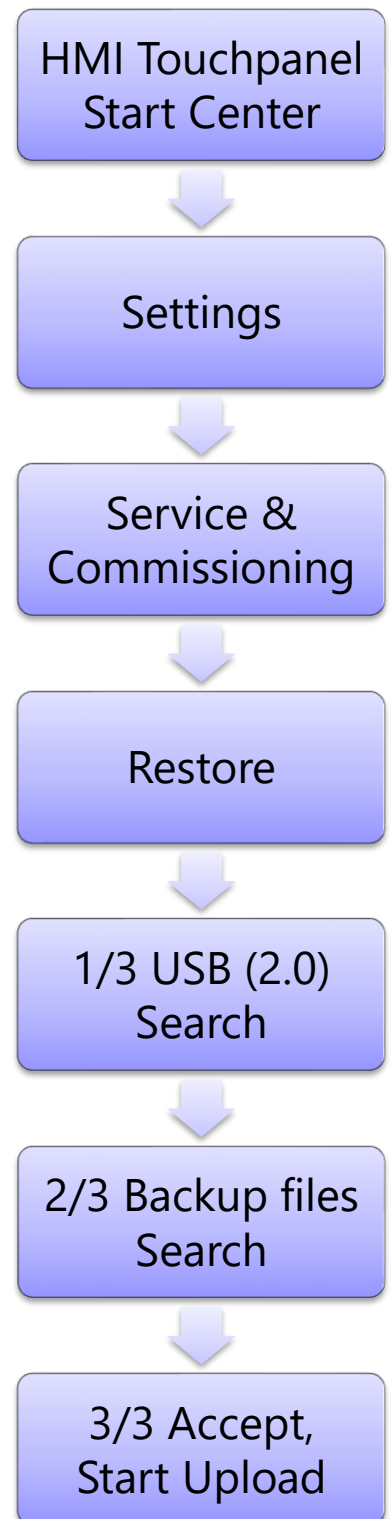 HMI Touchpanel
Start Center
Settings
Service &
Commissioning
Restore
1/3 USB (2.0)
Search
2/3 Backup files
Search
3/3 Accept,
Start Upload